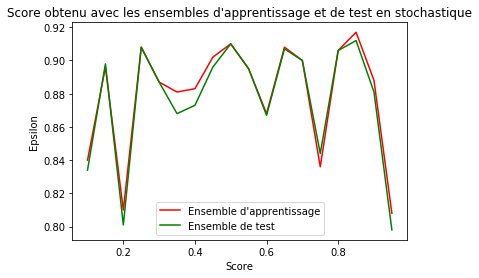 Score obtenu avec les ensembles d'apprentissage et de test en stochastique
0.92
0.90
0.88
0.86
0.84
0.82
0.80
Epsilon
Ensemble d'apprentissage
Ensemble de test
0.2
0.4
0.6
0.8
Score